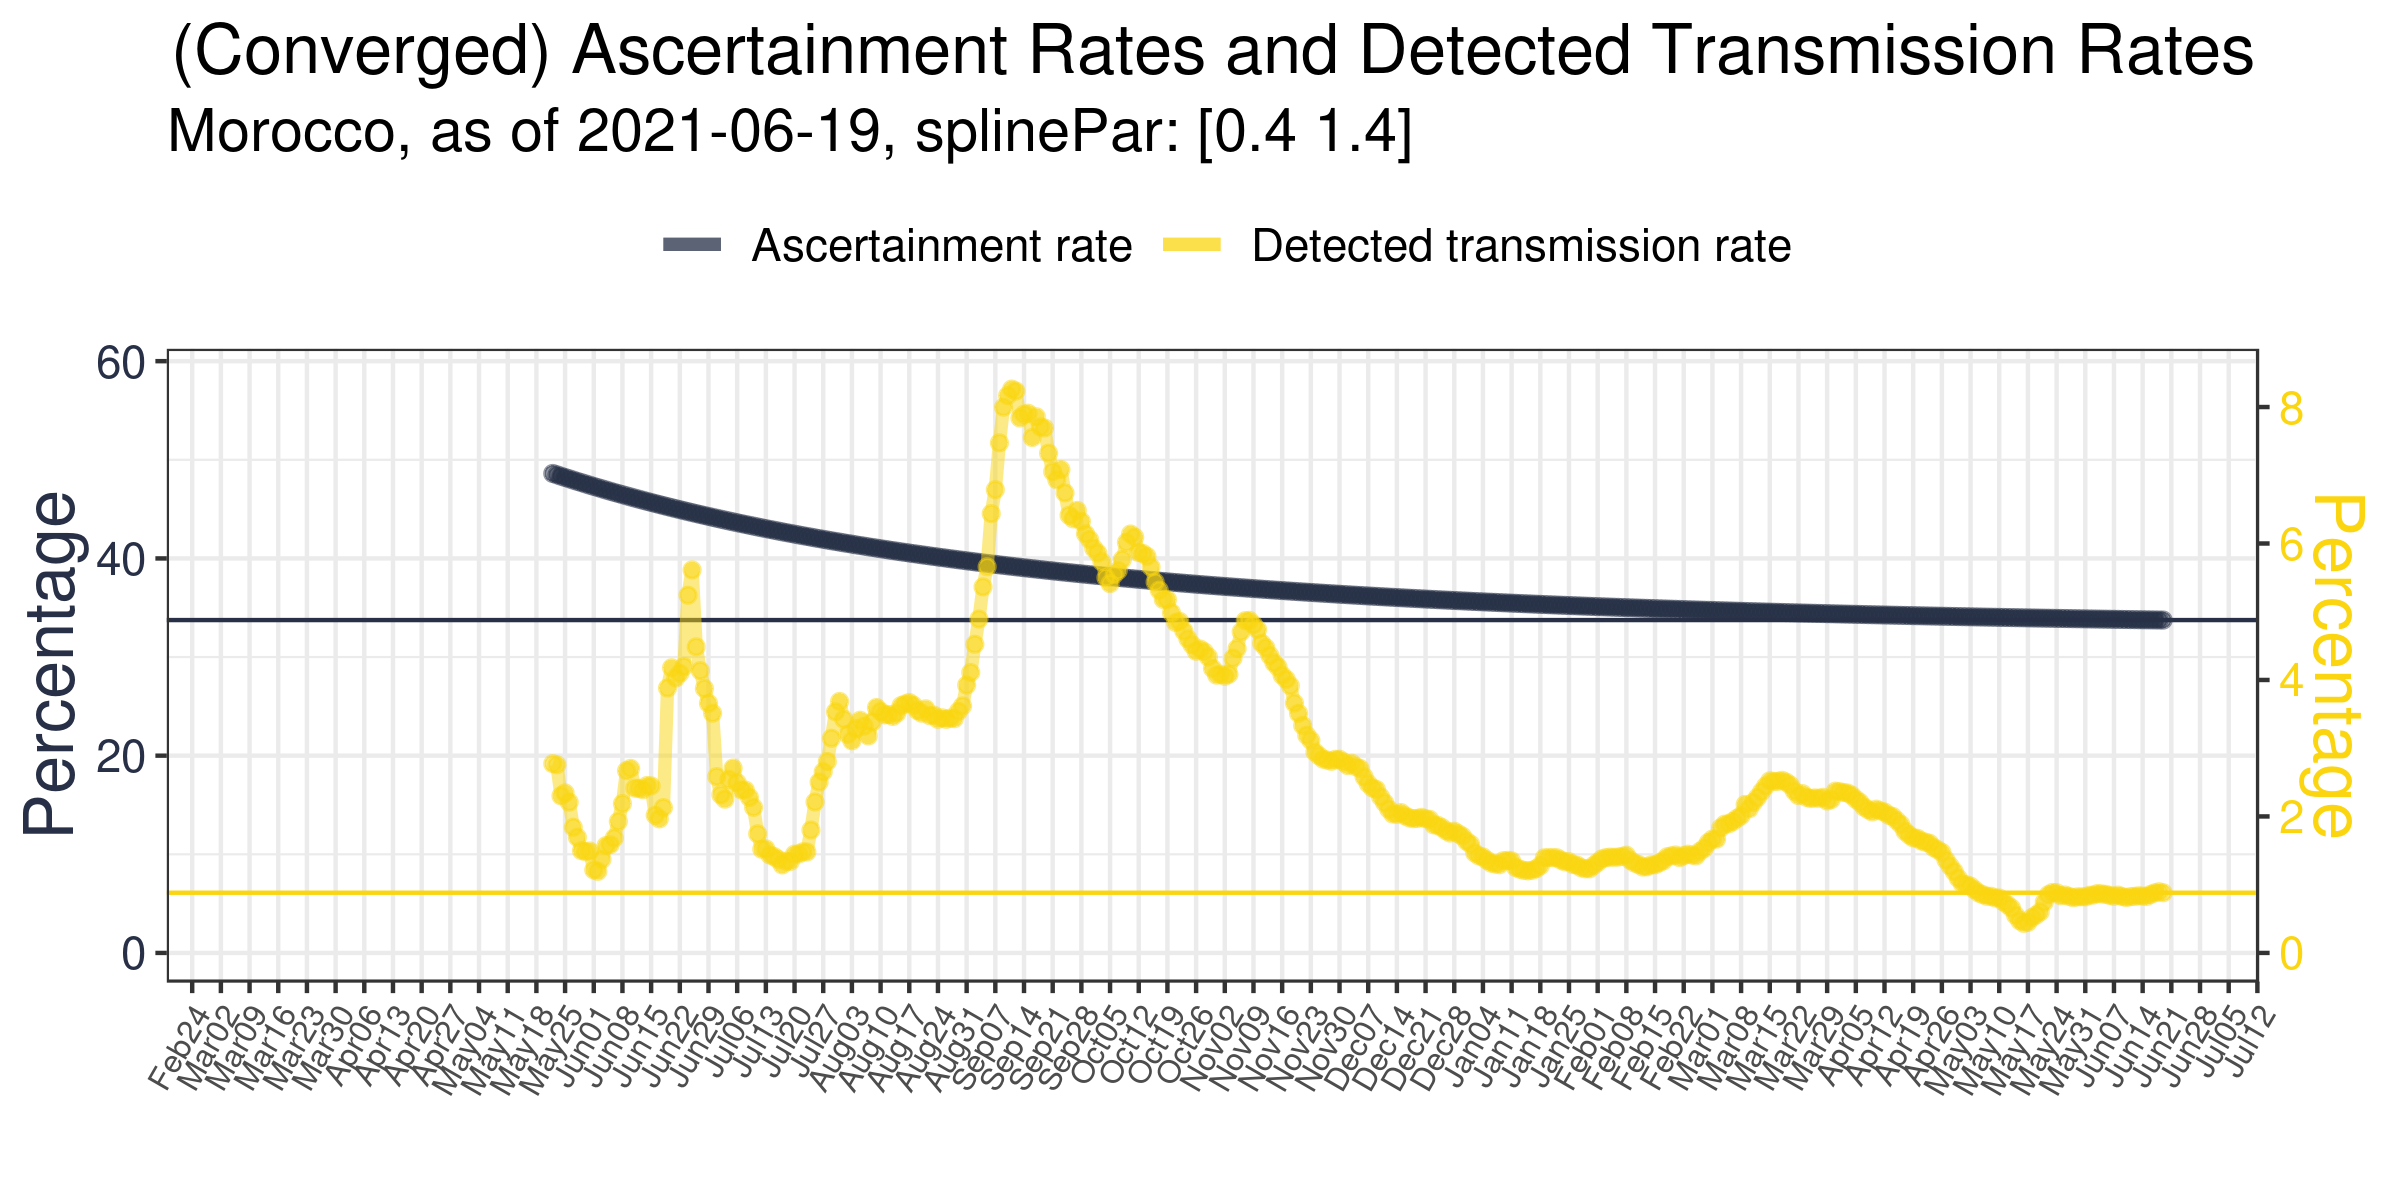 (Converged) Ascertainment Rates and Detected Transmission Rates
Morocco, as of 2021-06-19, splinePar: [0.4 1.4]
Ascertainment rate
Detected transmission rate
Percentage
60
40
20
0
8
6
4
2
0
Percentage
Feb24
Mar02
Mar09
Mar16
Mar23
Mar30
Apr06
Apr13
Apr20
Apr27
May04
May11
May18
May25
Jun01
Jun08
Jun15
Jun22
Jun29
Jul06
Jul13
Jul20
Jul27
Aug03
Aug10
Aug17
Aug24
Aug31
Sep07
Sep14
Sep21
Sep28
Oct05
Oct12
Oct19
Oct26
Nov02
Nov09
Nov16
Nov23
Nov30
Dec07
Dec14
Dec21
Dec28
Jan04
Jan11
Jan18
Jan25
Feb01
Feb08
Feb15
Feb22
Mar01
Mar08
Mar15
Mar22
Mar29
Apr05
Apr12
Apr19
Apr26
May03
May10
May17
May24
May31
Jun07
Jun14
Jun21
Jun28
Jul05
Jul12